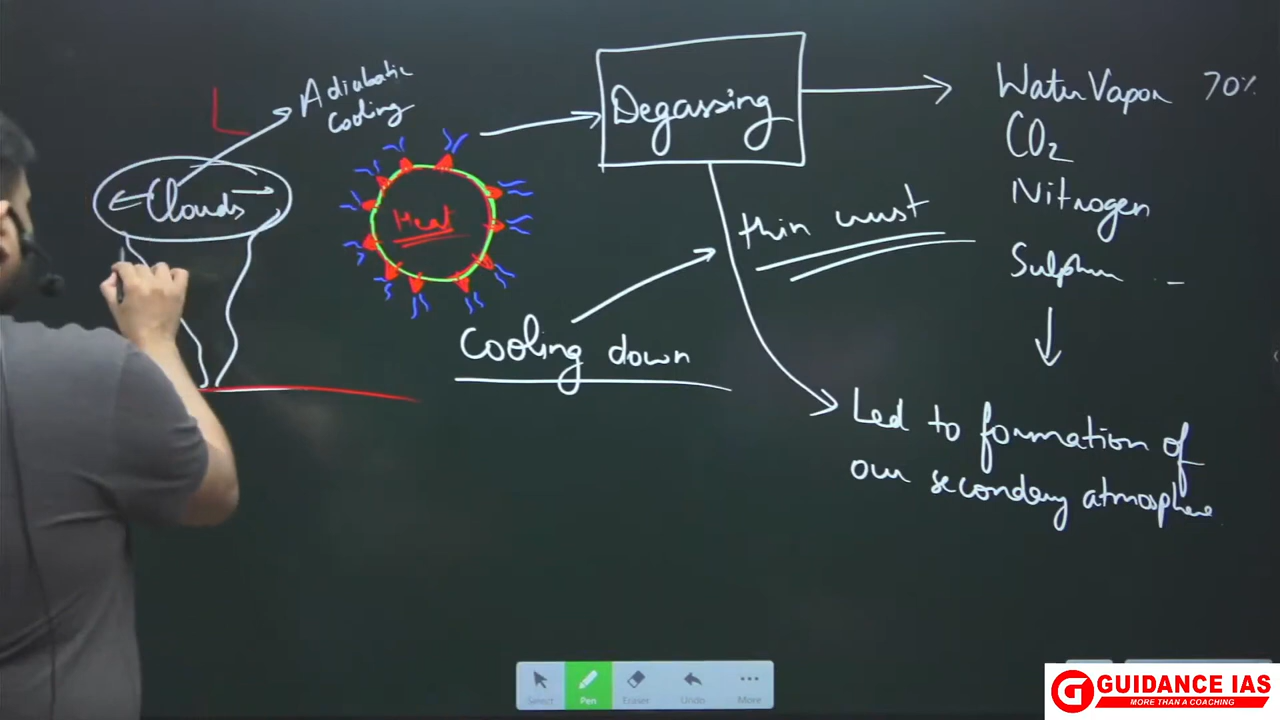 Adiabatic
cooling
Clouds
Heat
Degassing
Water Vapor 70%
CO2
Nitrogen
Sulphur --
thin crust
Cooling down
Led to formation of
our secondary atmosphere
Select
Pen
Eraser
Undo
More
GUIDANCE IAS
MORE THAN A COACHING